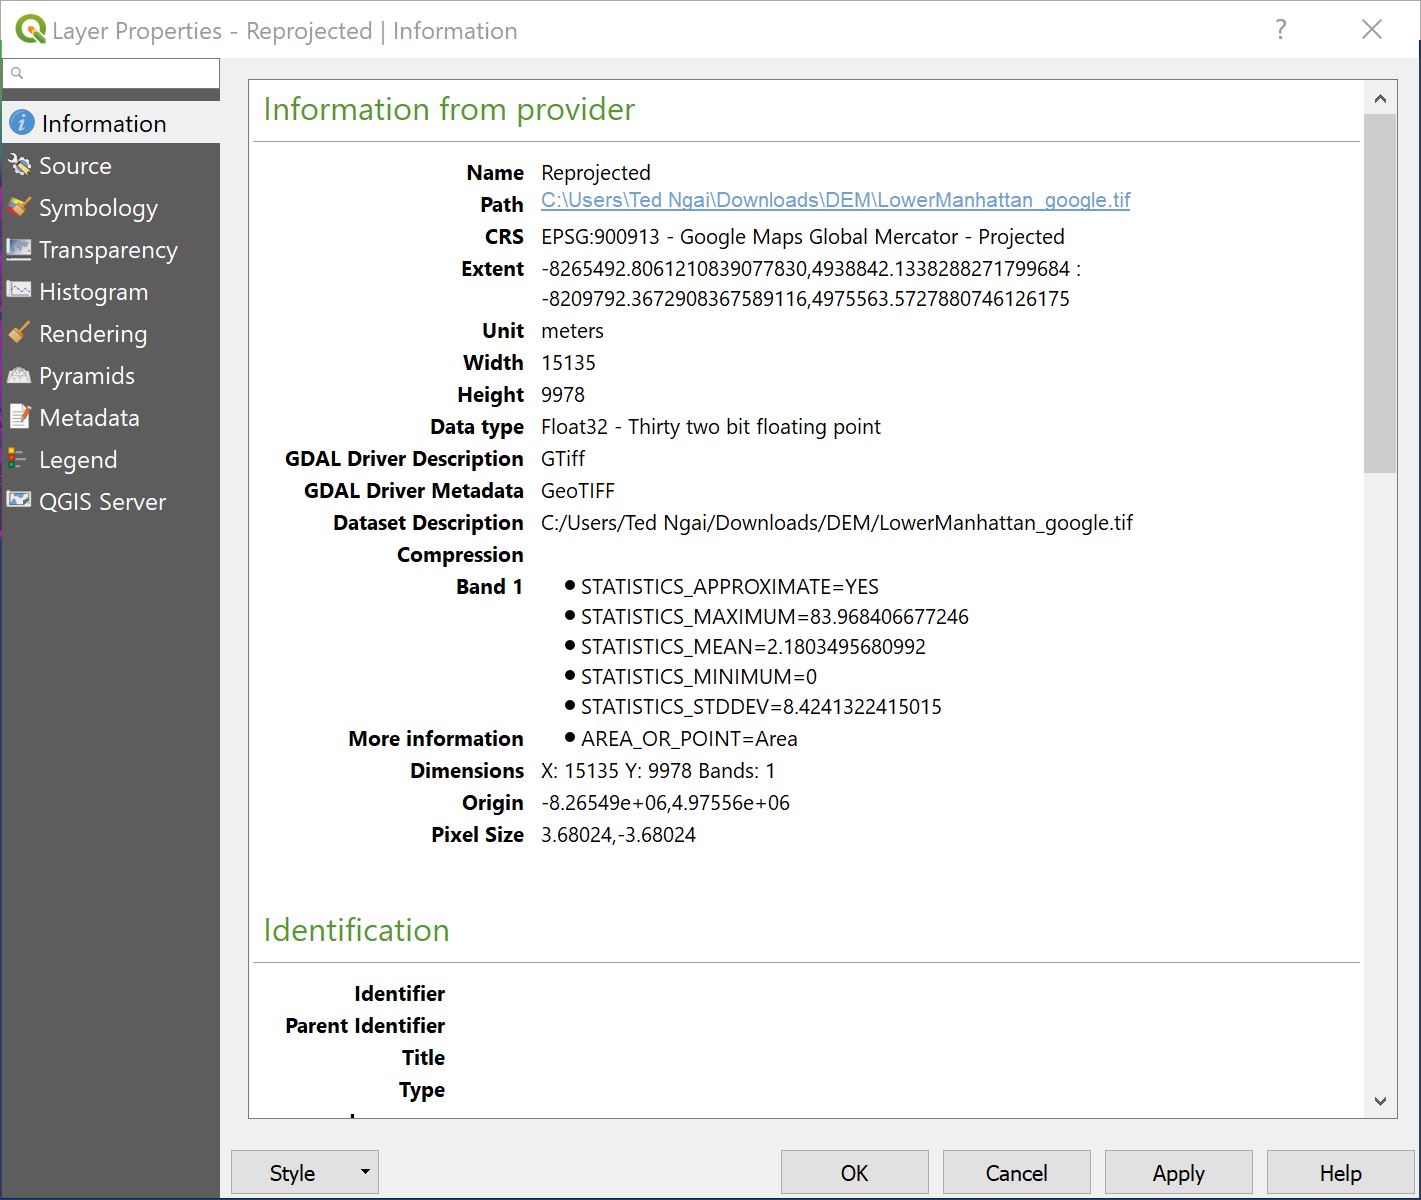 Layer Properties - Reprojected | Information
Information
Source
Symbology
Transparency
Histogram
Rendering
Pyramids
Metadata
Legend
QGIS Server
Information from provider
Name Reprojected
Path C:\Users\Ted Ngai\Downloads\DEM\LowerManhattan_google.tif
CRS EPSG:900913 - Google Maps Global Mercator - Projected
Extent -8265492.8061210839077830,4938842.1338288271799684 :
-8209792.3672908367589116,4975563.5727880746126175
Unit meters
Width 15135
Height 9978
Data type Float32 - Thirty two bit floating point
GDAL Driver Description GTiff
GDAL Driver Metadata GeoTIFF
Dataset Description C:/Users/Ted Ngai/Downloads/DEM/LowerManhattan_google.tif
Compression
Band 1 • STATISTICS_APPROXIMATE=YES
• STATISTICS_MAXIMUM=83.968406677246
• STATISTICS_MEAN=2.1803495680992
• STATISTICS_MINIMUM=0
• STATISTICS_STDDEV=8.4241322415015
More information • AREA_OR_POINT=Area
Dimensions X: 15135 Y: 9978 Bands: 1
Origin -8.26549e+06,4.97556e+06
Pixel Size 3.68024,-3.68024
Identification
Identifier
Parent Identifier
Title
Type
Style
OK
Cancel
Apply
Help